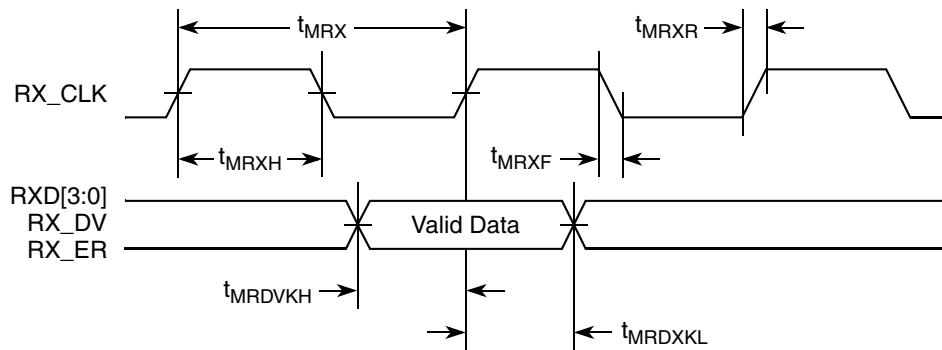 tMRX
tMRXR
RX_CLK
tMRXH
tMRXF
RXD[3:0]
RX_DV
Valid Data
RX_ER
tMRDVKH
tMRDXKL